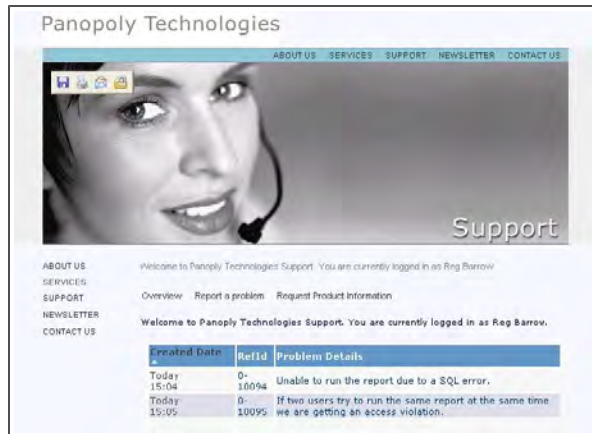 Panopoly Technologies
ABOUT US SERVICES SUPPORT NEWSLETTER CONTACT US
Support
ABOUT US
SERVICES
SUPPORT
NEWSLETTER
CONTACT US
Welcome to Panoply Technologies Support. You are currently logged in as Reg Barrow
Overview Report a problem Request Product Information
Welcome to Panoply Technologies Support. You are currently logged in as Reg Barrow.
Created Date RefId Problem Details
Today 15:04 0-10094 Unable to run the report due to a SQL error.
Today 15:05 0-10095 If two users try to run the same report at the same time
we are getting an access violation.